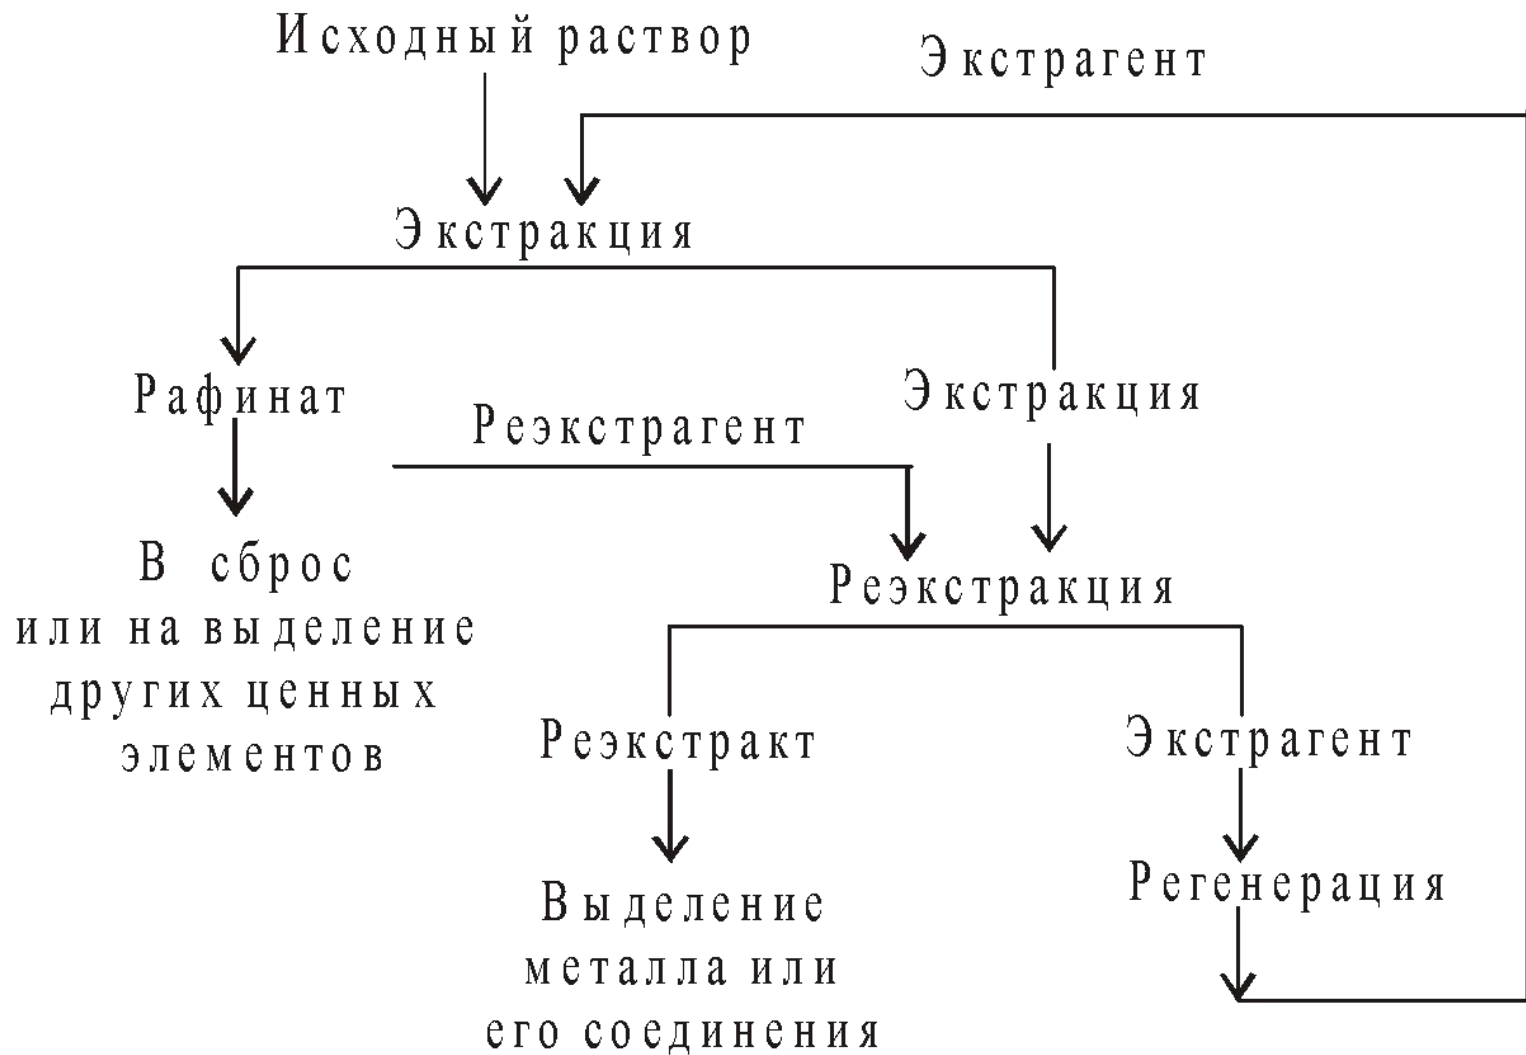 Исходный раствор
Экстрагент
Экстракция
Рафинат
Экстракция
Реэкстрагент
В сброс
или на выделение
других ценных
элементов
Реэкстракция
Реэкстракт
Экстрагент
Выделение
металла или
его соединения
Регенерация